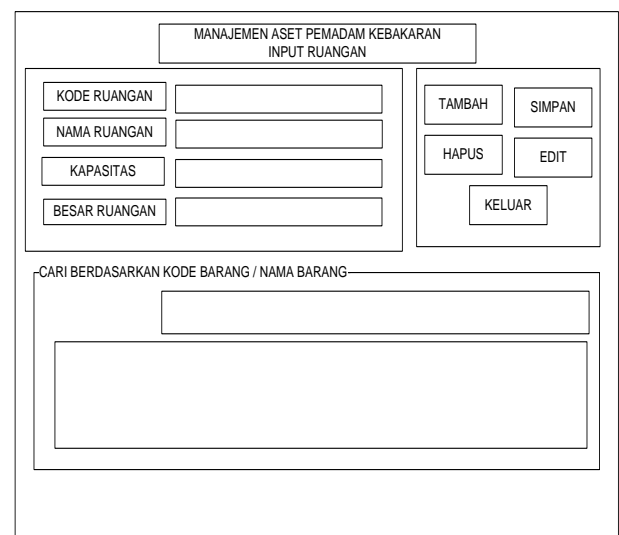 MANAJEMEN ASET PEMADAM KEBAKARAN
INPUT RUANGAN
KODE RUANGAN
NAMA RUANGAN
KAPASITAS
BESAR RUANGAN
TAMBAH
SIMPAN
HAPUS
EDIT
KELUAR
CARI BERDASARKAN KODE BARANG / NAMA BARANG